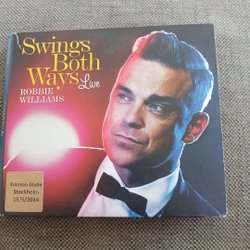 Swings
Both
Ways
Live
ROBBIE
WILLIAMS
Ericsson Globe
Stockholm
15/5/2014